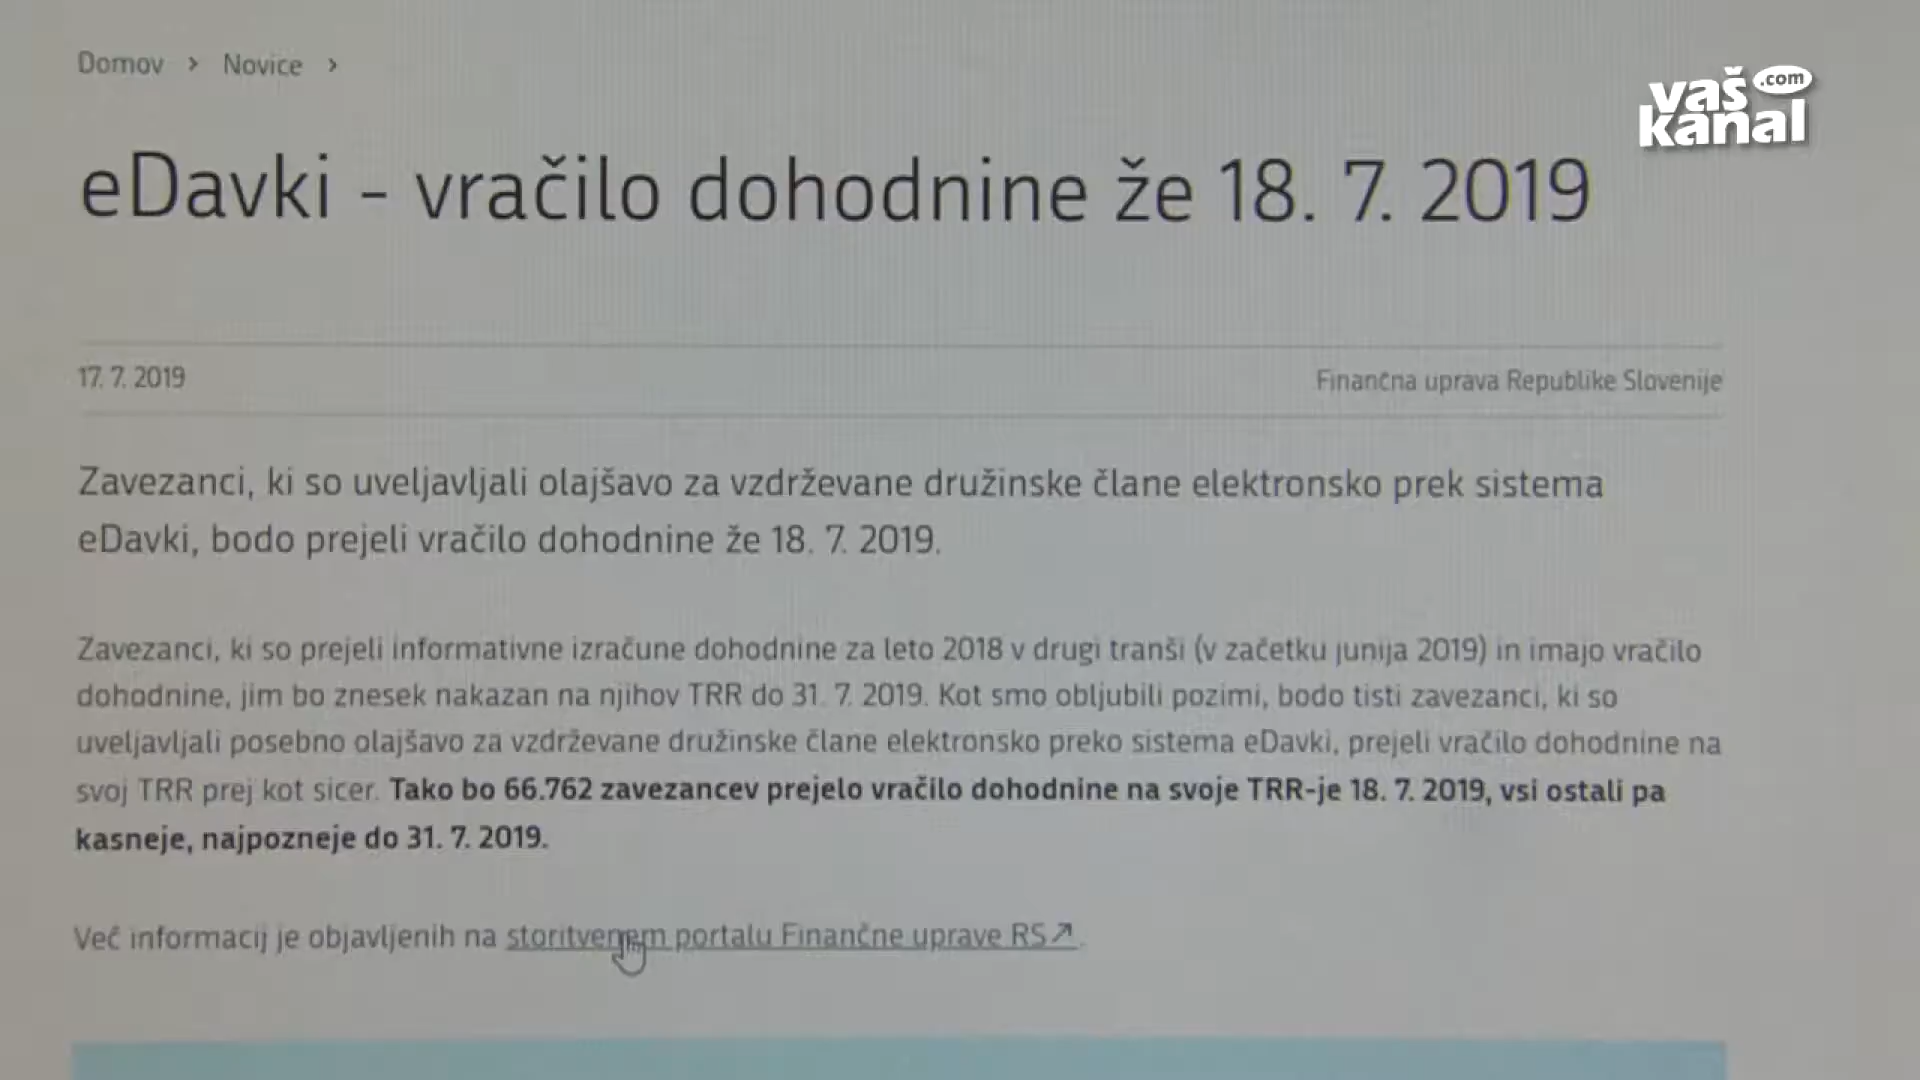 Domov > Novice >
vaš .com
kanal
eDavki - vračilo dohodnine že 18. 7. 2019
17. 7. 2019 Finančna uprava Republike Slovenije
Zavezanci, ki so uveljavljali olajšavo za vzdrževane družinske člane elektronsko prek sistema
eDavki, bodo prejeli vračilo dohodnine že 18. 7. 2019.
Zavezanci, ki so prejeli informativne izračune dohodnine za leto 2018 v drugi tranši (v začetku junija 2019) in imajo vračilo
dohodnine, jim bo znesek nakazan na njihov TRR do 31. 7. 2019. Kot smo obljubili pozimi, bodo tisti zavezanci, ki so
uveljavljali posebno olajšavo za vzdrževane družinske člane elektronsko preko sistema eDavki, prejeli vračilo dohodnine na
svoj TRR prej kot sicer. Tako bo 66.762 zavezancev prejelo vračilo dohodnine na svoje TRR-je 18. 7. 2019, vsi ostali pa
kasneje, najpozneje do 31. 7. 2019.
Več informacij je objavljenih na storitvenem portalu Finančne uprave RS↗.